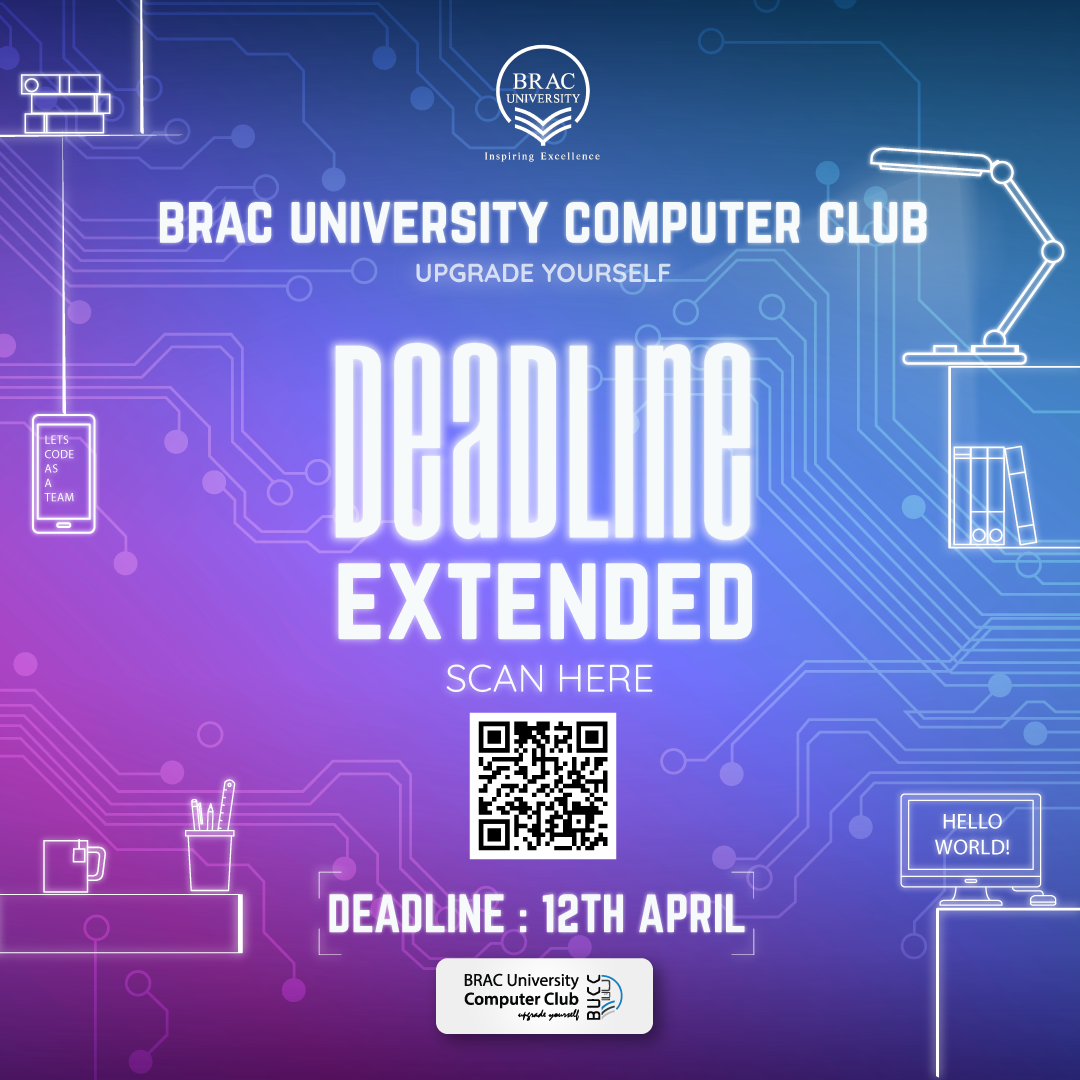 BRAC
UNIVERSITY
Inspiring Excellence
BRAC UNIVERSITY COMPUTER CLUB
UPGRADE YOURSELF
DeaDLIne
EXTENDED
SCAN HERE
LETS
CODE
AS
A
TEAM
HELLO
WORLD!
DEADLINE : 12TH APRIL
BRAC University
Computer Club
upgrade yourself
BUCC